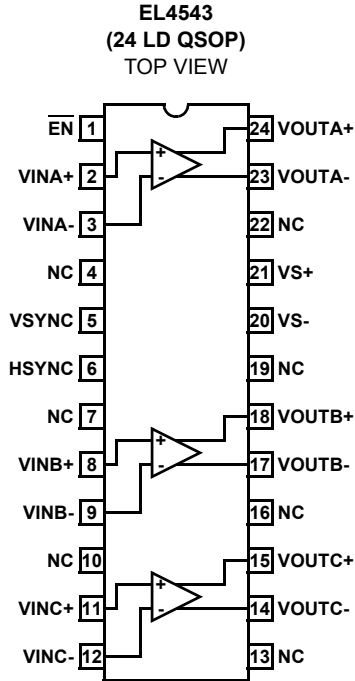 EL4543
(24 LD QSOP)
TOP VIEW
EN 1 24 VOUTA+
VINA+ 2 + 23 VOUTA-
VINA- 3 - 22 NC
NC 4 21 VS+
VSYNC 5 20 VS-
HSYNC 6 19 NC
NC 7 18 VOUTB+
VINB+ 8 + 17 VOUTB-
VINB- 9 - 16 NC
NC 10 15 VOUTC+
VINC+ 11 + 14 VOUTC-
VINC- 12 - 13 NC